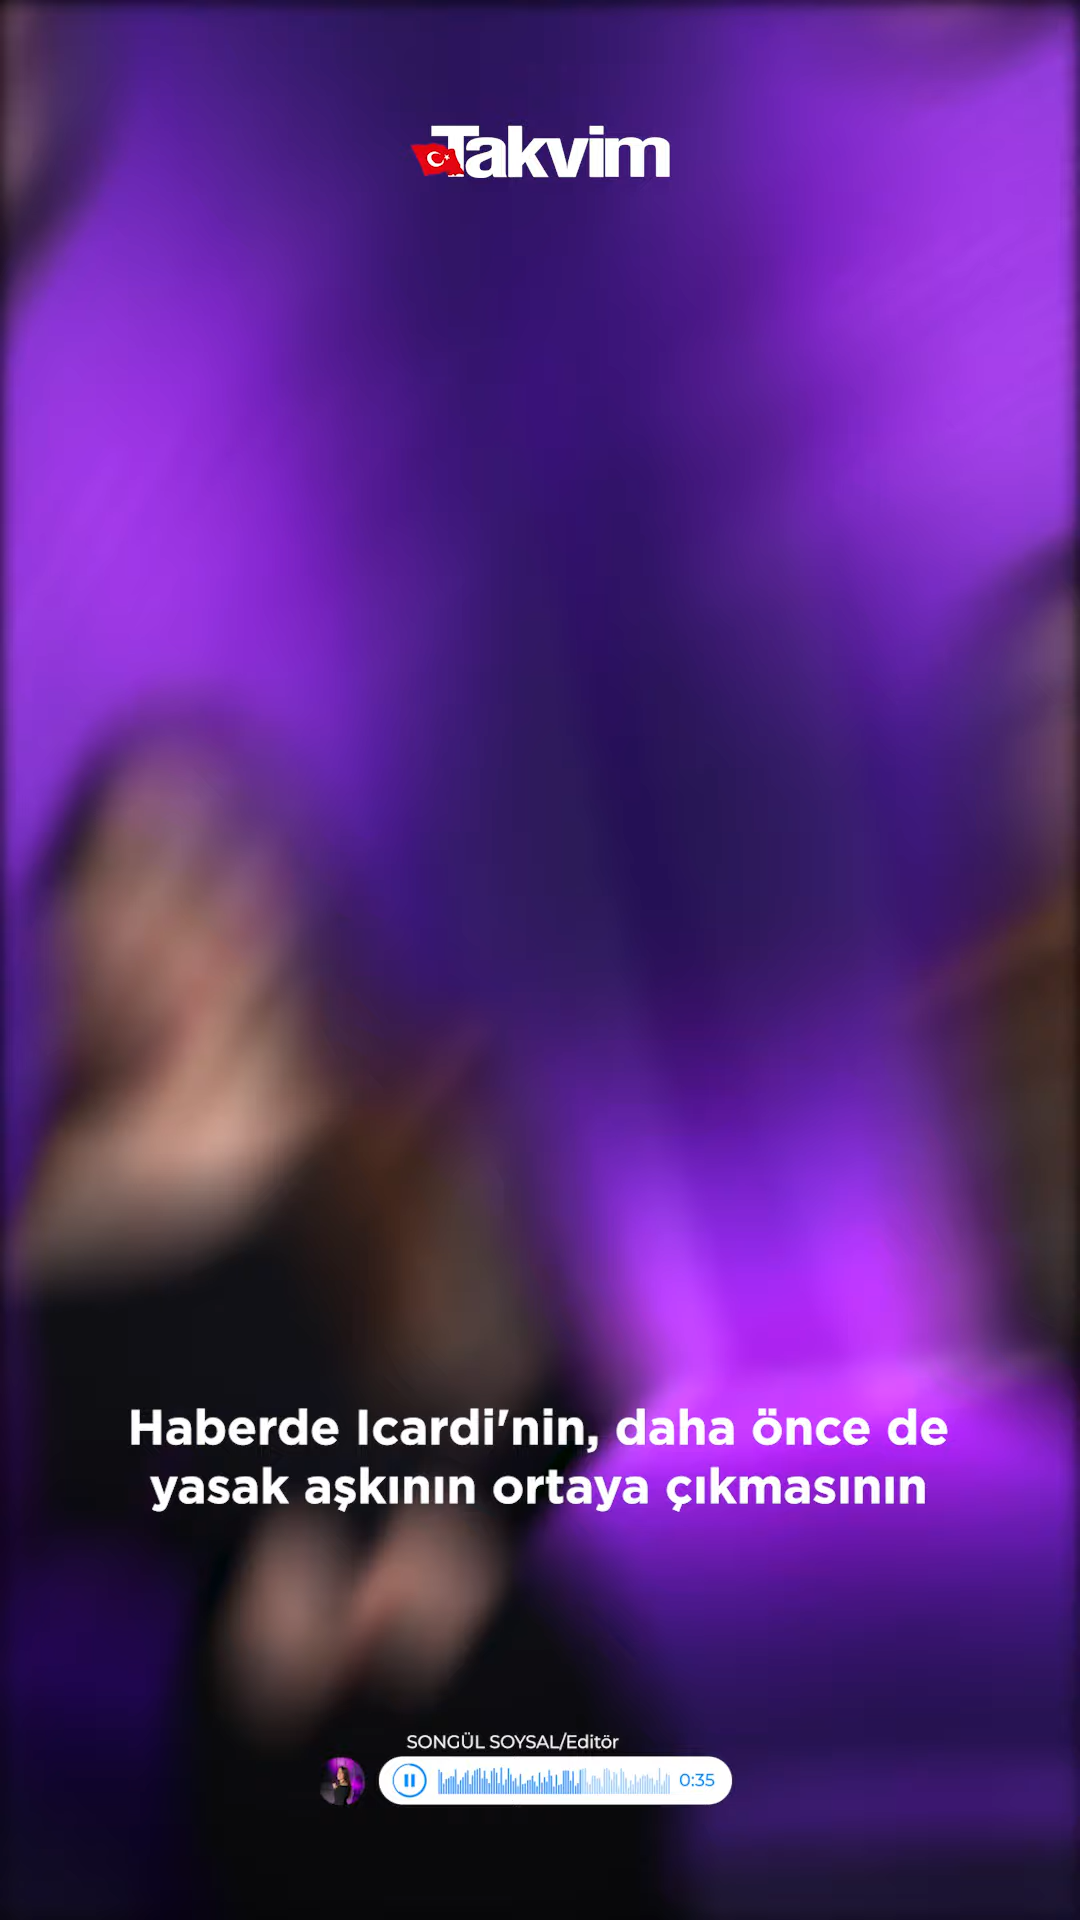 Takvim
Haberde Icardi'nin, daha önce de
yasak aşkının ortaya çıkmasının
SONGÜL SOYSAL/Editör
0:35